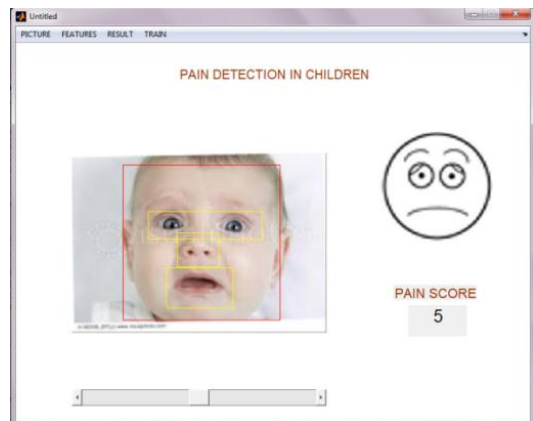 Untitled
PICTURE FEATURES RESULT TRAIN
PAIN DETECTION IN CHILDREN
PAIN SCORE
5